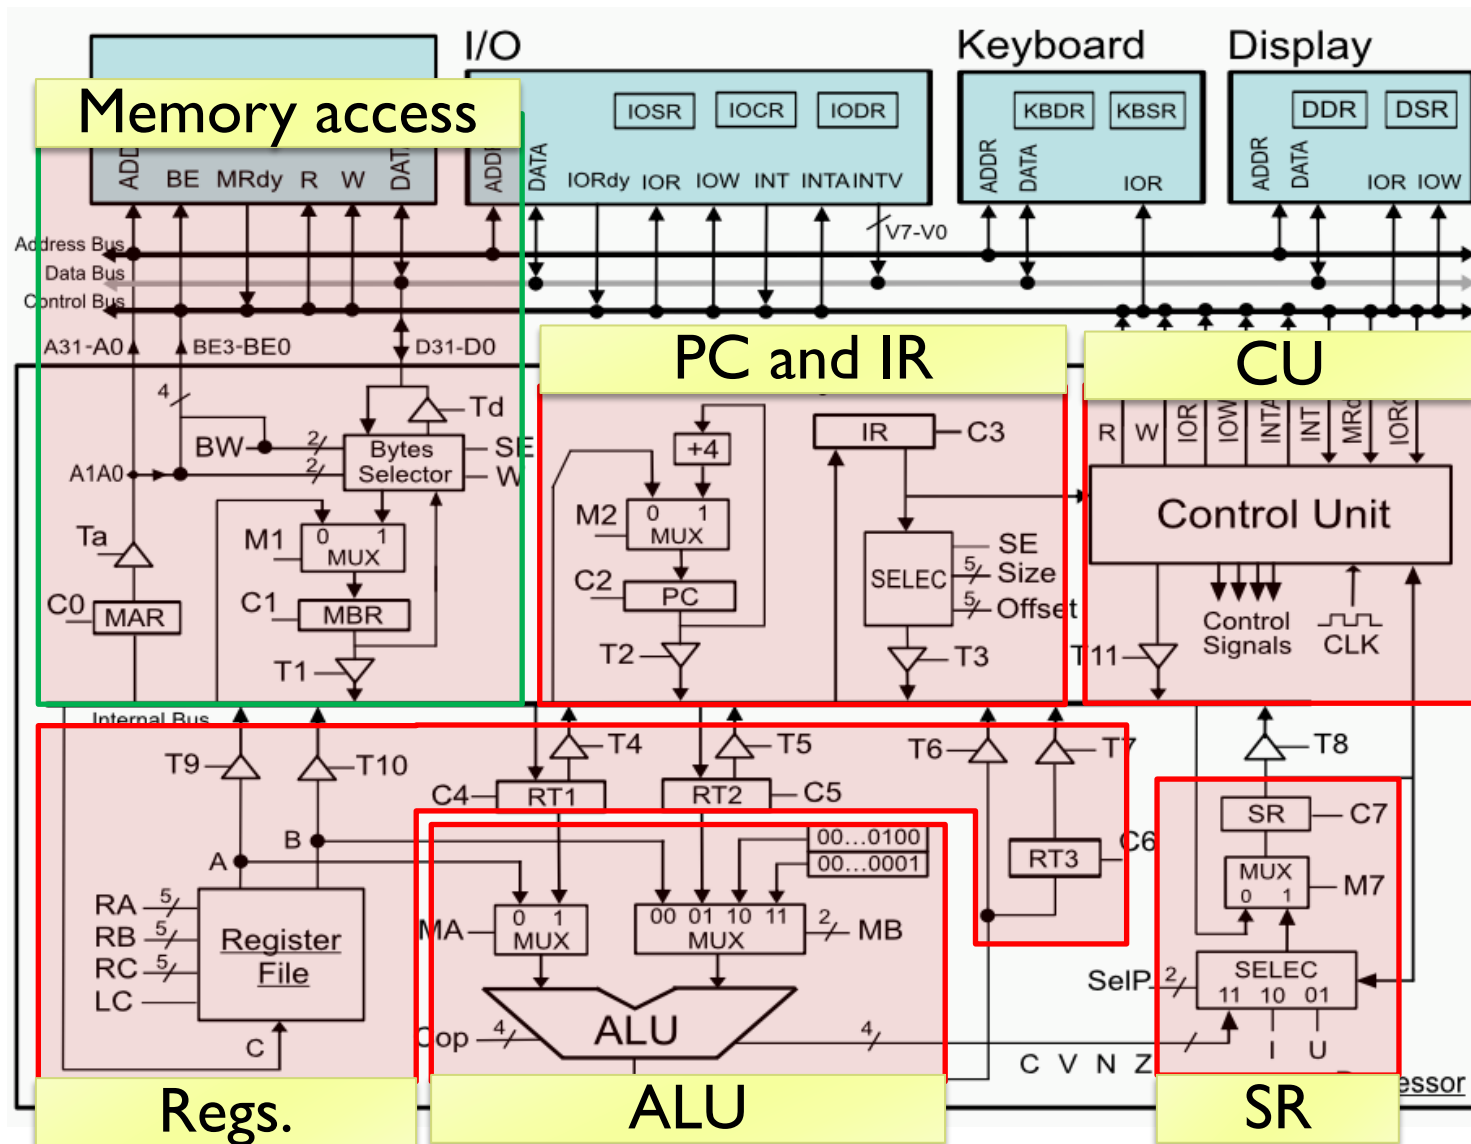 I/O
Keyboard
Display
Memory access
IOSR
IOCR
IODR
KBDR
KBSR
DDR
DSR
BE MRdy R W
DATA
ADDR
DATA
IORdy IOR IOW INT INTA INTV
ADDR
DATA
IOR
ADDR
DATA
IOR IOW
V7-V0
Address Bus
Data Bus
Control Bus
A31-A0
BE3-BE0
D31-D0
PC and IR
CU
4
Td
BW
2
Bytes
Selector
SE
A1A0
2
W
+4
IR
C3
R W IOR IOW INTA INT
Ta
M1
0 1
MUX
M2
0 1
MUX
Control Unit
SELEC
SE
5
Size
5
Offset
C0
MAR
C1
MBR
C2
PC
Control
Signals
CLK
T1
T2
T3
T11
Internal Bus
T9
T10
T4
T5
T6
T7
T8
C4
RT1
RT2
C5
SR
C7
A
B
00...0100
00...0001
RT3
C6
MUX
0 1
M7
RA
5
RB
5
RC
5
LC
Register
File
MA
0 1
MUX
00 01 10 11
MUX
2
MB
SelP
2
SELEC
11 10 01
I U
C
4
ALU
4
C V N Z
Regs.
ALU
SR